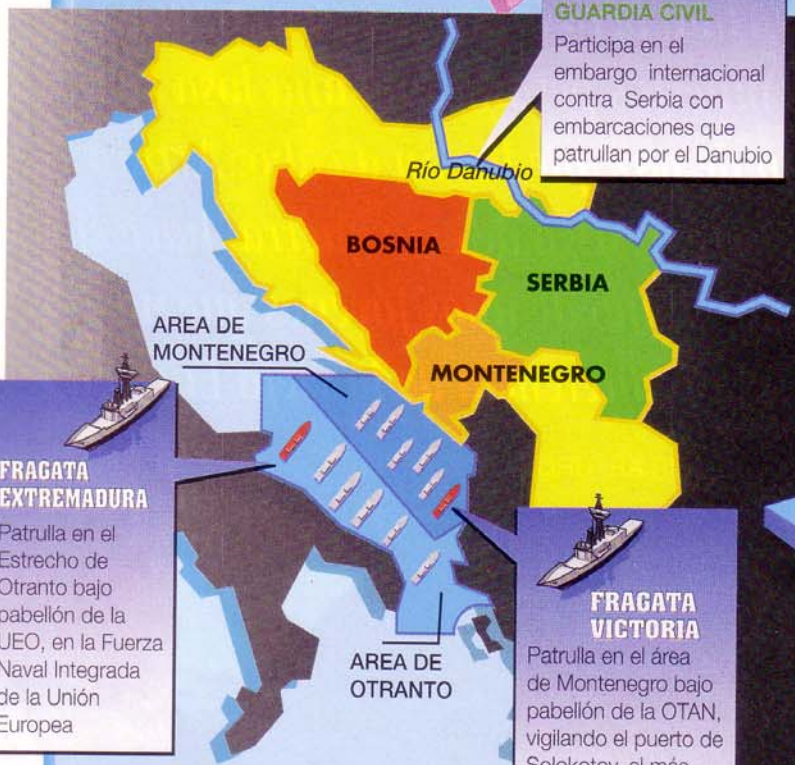 GUARDIA CIVIL
Participa en el
embargo internacional
contra Serbia con
embarcaciones que
patrullan por el Danubio
Río Danubio
BOSNIA
SERBIA
AREA DE
MONTENEGRO
MONTENEGRO
FRAGATA
EXTREMADURA
Patrulla en el
Estrecho de
Otranto bajo
pabellón de la
UEO, en la Fuerza
Naval Integrada
de la Unión
Europea
AREA DE
OTRANTO
FRAGATA
VICTORIA
Patrulla en el área
de Montenegro bajo
pabellón de la OTAN,
vigilando el puerto de
el más